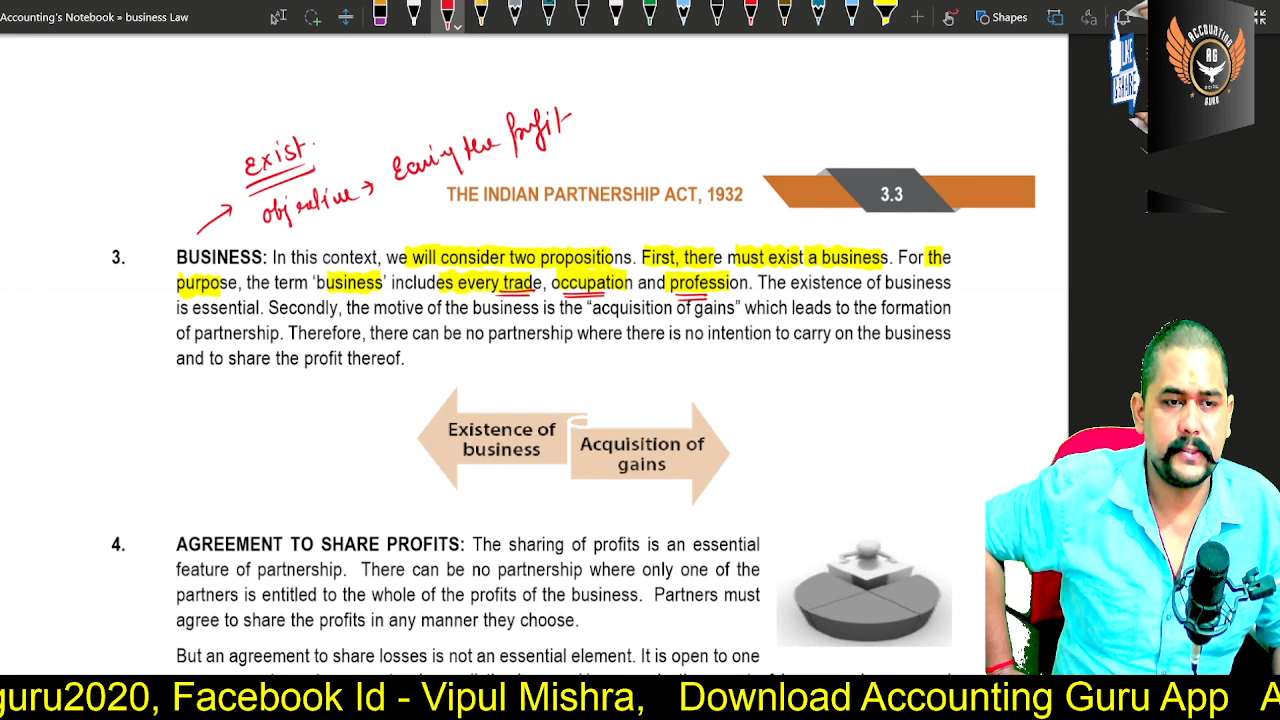 Accounting's Notebook » business Law
Shapes
LIKE
& SHARE
ACCOUNTING
AG
GURU
exist.
objective → the profit
THE INDIAN PARTNERSHIP ACT, 1932
3.3
3. BUSINESS: In this context, we will consider two propositions. First, there must exist a business. For the
purpose, the term ‘business’ includes every trade, occupation and profession. The existence of business
is essential. Secondly, the motive of the business is the “acquisition of gains” which leads to the formation
of partnership. Therefore, there can be no partnership where there is no intention to carry on the business
and to share the profit thereof.
Existence of
business
Acquisition of
gains
4. AGREEMENT TO SHARE PROFITS: The sharing of profits is an essential
feature of partnership. There can be no partnership where only one of the
partners is entitled to the whole of the profits of the business. Partners must
agree to share the profits in any manner they choose.
But an agreement to share losses is not an essential element. It is open to one
guru2020, Facebook Id - Vipul Mishra, Download Accounting Guru App A